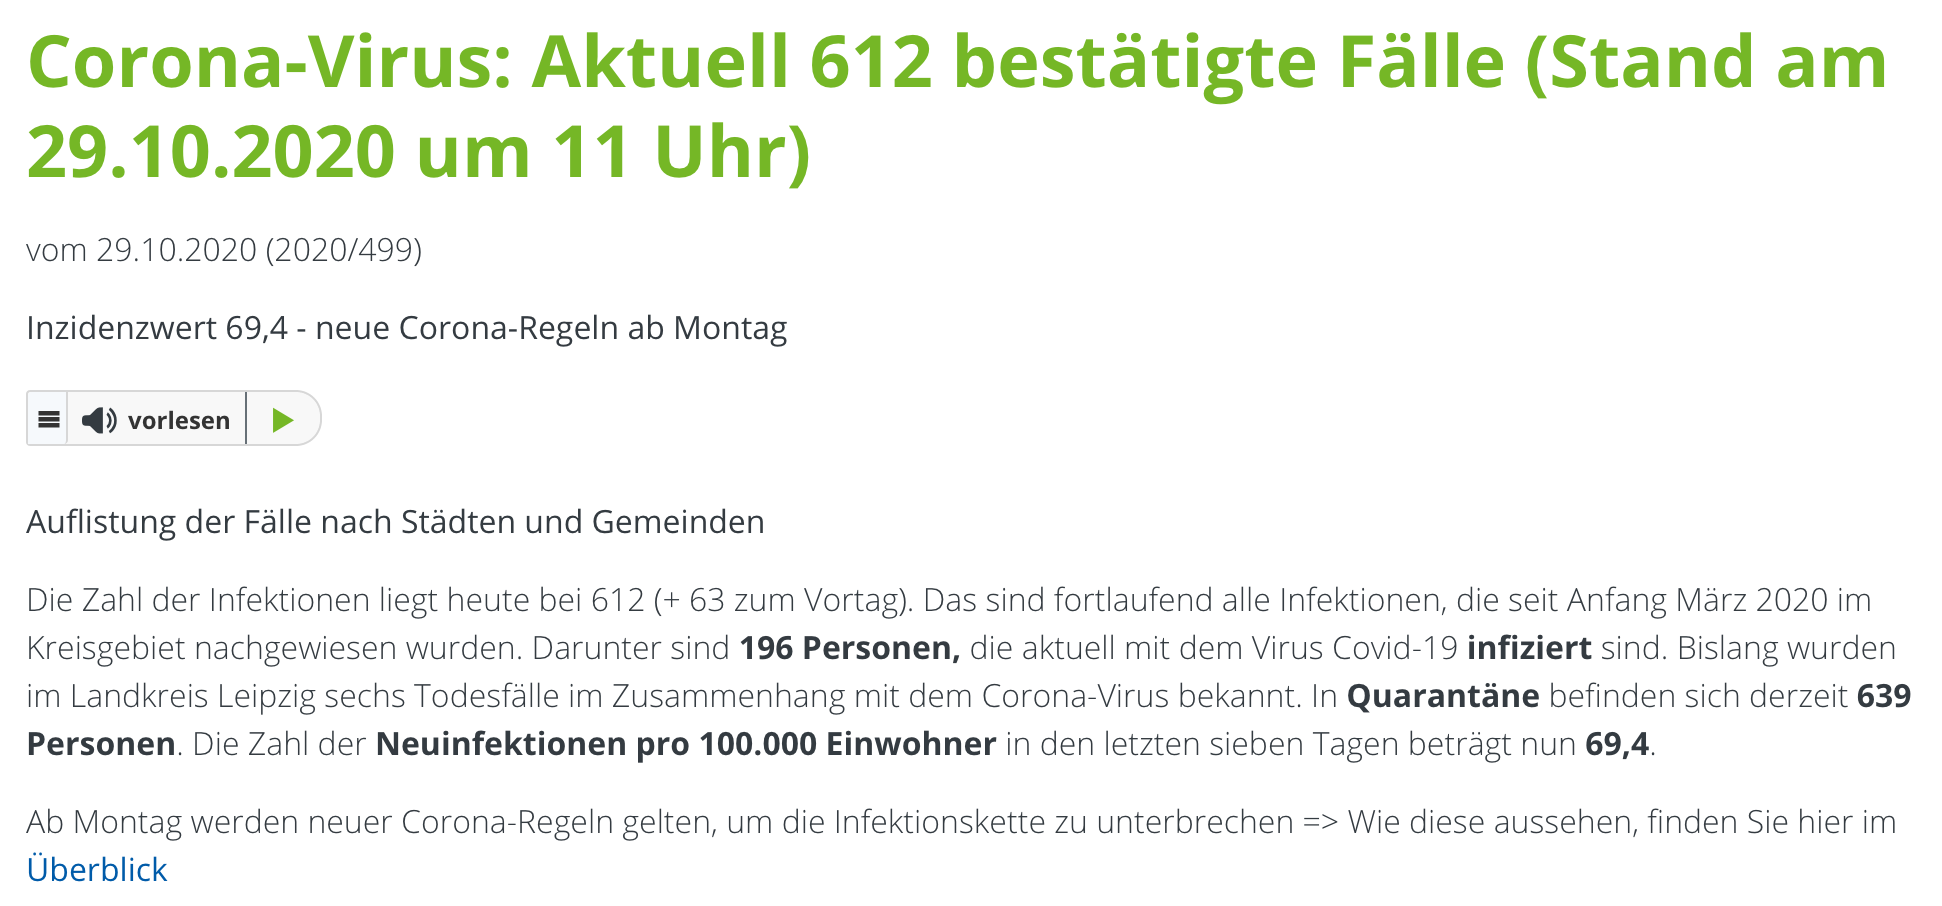 Corona-Virus: Aktuell 612 bestätigte Fälle (Stand am
29.10.2020 um 11 Uhr)
vom 29.10.2020 (2020/499)
Inzidenzwert 69,4 - neue Corona-Regeln ab Montag
vorlesen
Auflistung der Fälle nach Städten und Gemeinden
Die Zahl der Infektionen liegt heute bei 612 (+ 63 zum Vortag). Das sind fortlaufend alle Infektionen, die seit Anfang März 2020 im
Kreisgebiet nachgewiesen wurden. Darunter sind 196 Personen, die aktuell mit dem Virus Covid-19 infiziert sind. Bislang wurden
im Landkreis Leipzig sechs Todesfälle im Zusammenhang mit dem Corona-Virus bekannt. In Quarantäne befinden sich derzeit 639
Personen. Die Zahl der Neuinfektionen pro 100.000 Einwohner in den letzten sieben Tagen beträgt nun 69,4.
Ab Montag werden neuer Corona-Regeln gelten, um die Infektionskette zu unterbrechen => Wie diese aussehen, finden Sie hier im
Überblick